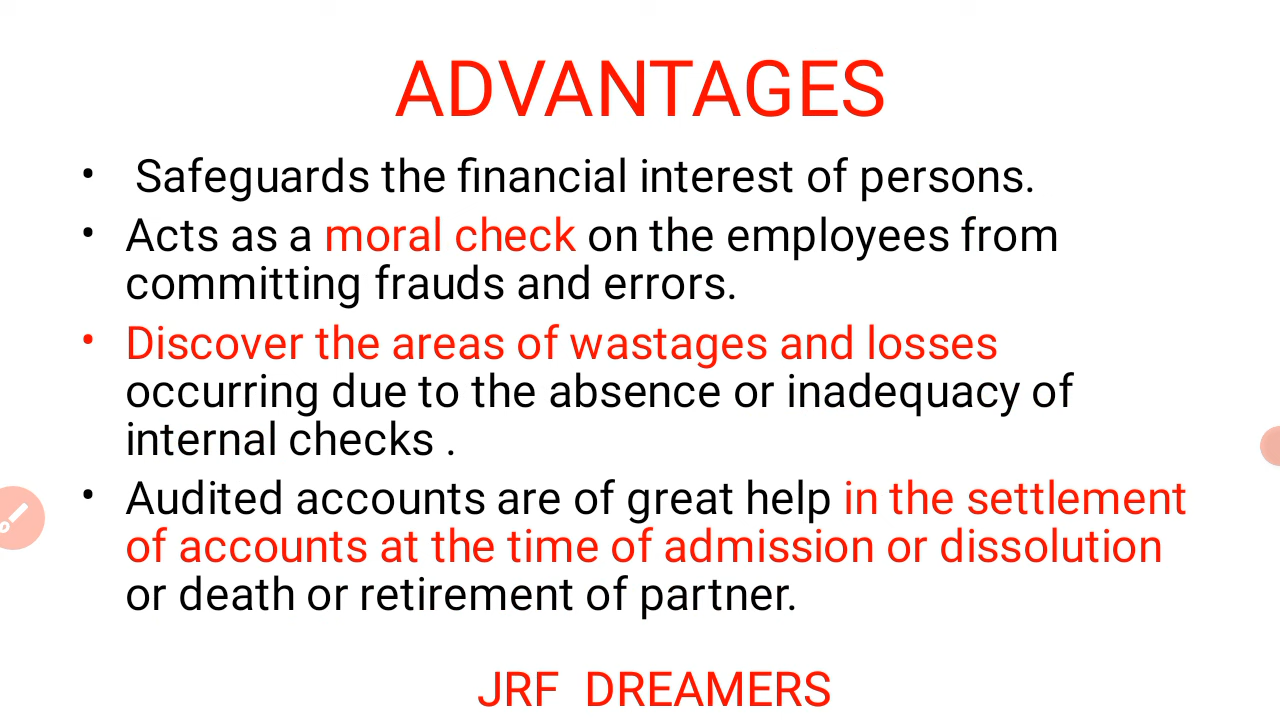 ADVANTAGES
• Safeguards the financial interest of persons.
• Acts as a moral check on the employees from
committing frauds and errors.
• Discover the areas of wastages and losses
occurring due to the absence or inadequacy of
internal checks .
• Audited accounts are of great help in the settlement
of accounts at the time of admission or dissolution
or death or retirement of partner.
JRF DREAMERS